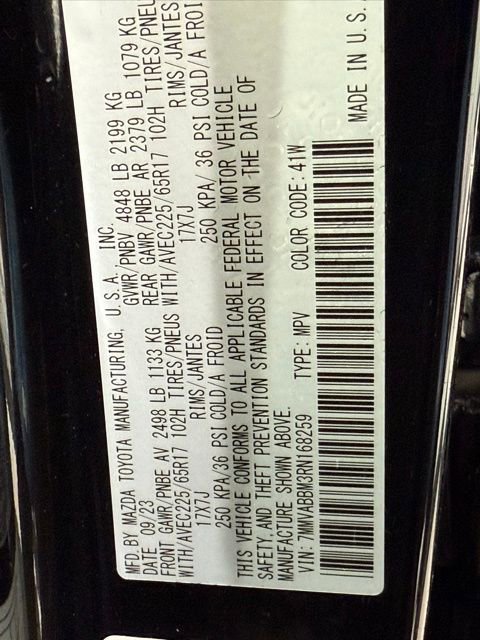 MFD. BY MAZDA TOYOTA MANUFACTURING, U.S.A. INC.
DATE 09/23 GVWR/PNBV 4848 LB 2199 KG
FRONT GAWR/PNBE AV 2498 LB 1133 KG REAR GAWR/PNBE AR 2379 LB 1079 KG
WITH/AVEC225/65R17 102H TIRES/PNEUS WITH/AVEC225/65R17 102H TIRES/PNEU
17X7J RIMS/JANTES 17X7J RIMS/JANTES
250 KPA/36 PSI COLD/A FROID 250 KPA/ 36 PSI COLD/A FROI
THIS VEHICLE CONFORMS TO ALL APPLICABLE FEDERAL MOTOR VEHICLE
SAFETY, AND THEFT PREVENTION STANDARDS IN EFFECT ON THE DATE OF
MANUFACTURE SHOWN ABOVE.
VIN: 7MMVABBM3RN168259 TYPE: MPV COLOR CODE: 41W
MADE IN U.S.A